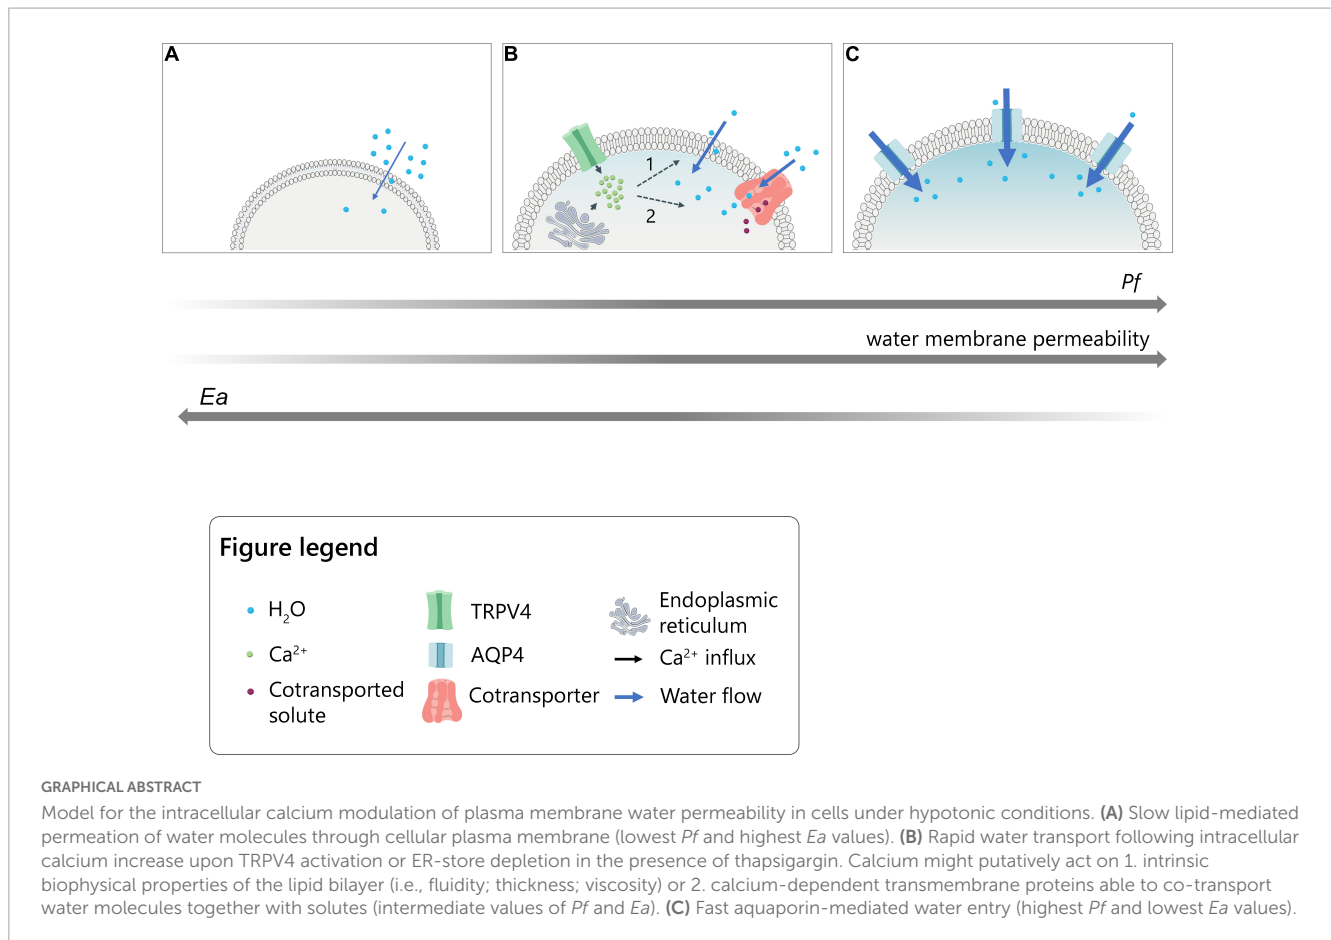 A
B
C
1
2
Pf
water membrane permeability
Ea
Figure legend
H₂O
TRPV4
Endoplasmic
reticulum
Ca²⁺
AQP4
Ca²⁺ influx
Cotransported
solute
Cotransporter
Water flow
GRAPHICAL ABSTRACT
Model for the intracellular calcium modulation of plasma membrane water permeability in cells under hypotonic conditions. (A) Slow lipid-mediated
permeation of water molecules through cellular plasma membrane (lowest Pf and highest Ea values). (B) Rapid water transport following intracellular
calcium increase upon TRPV4 activation or ER-store depletion in the presence of thapsigargin. Calcium might putatively act on 1. intrinsic
biophysical properties of the lipid bilayer (i.e., fluidity; thickness; viscosity) or 2. calcium-dependent transmembrane proteins able to co-transport
water molecules together with solutes (intermediate values of Pf and Ea). (C) Fast aquaporin-mediated water entry (highest Pf and lowest Ea values).